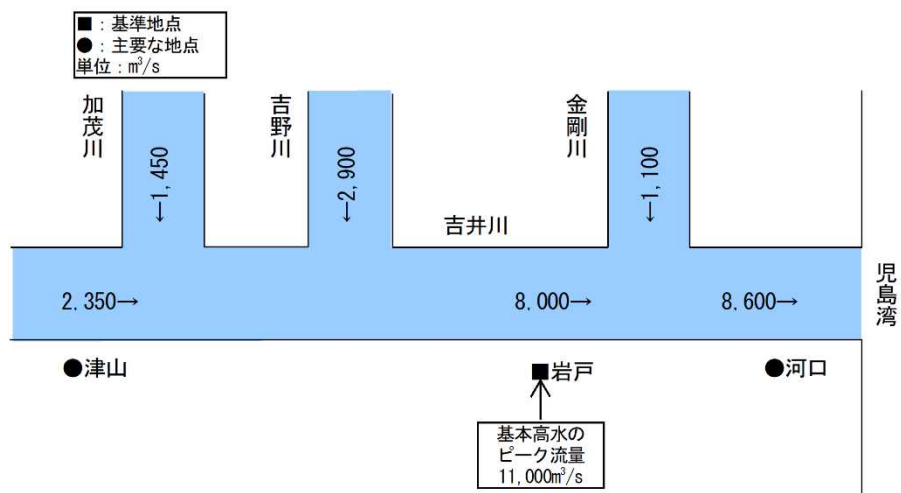 ■：基準地点
●：主要な地点
単位：m³/s
加茂川
吉野川
金剛川
←1,450
←2,900
←1,100
吉井川
児島湾
2,350→
8,000→
8,600→
●津山
■岩戸
●河口
基本高水の
ピーク流量
11,000m³/s